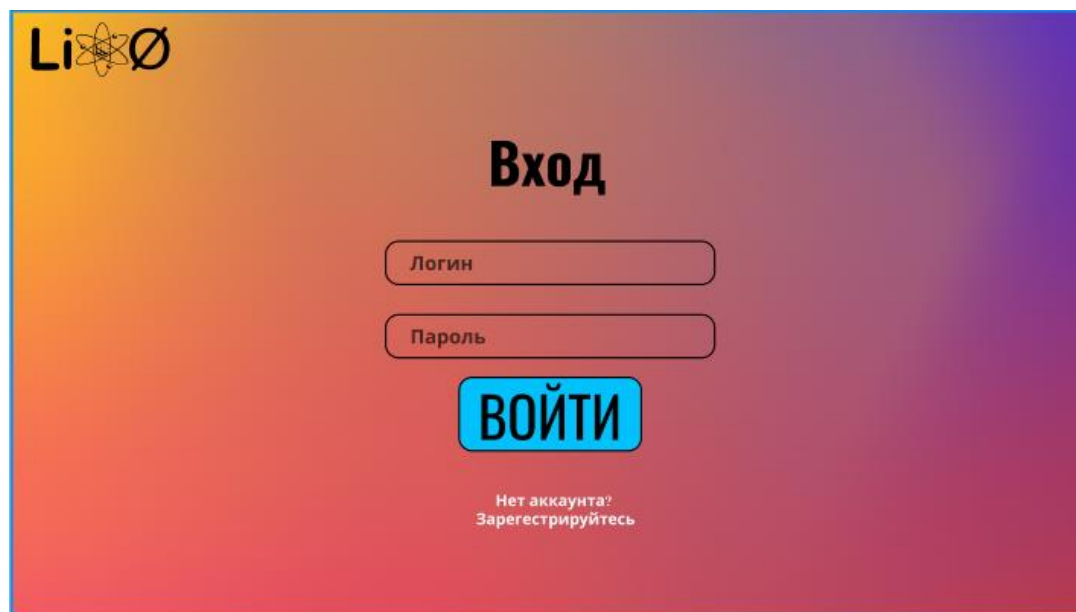 LiØ
Вход
Логин
Пароль
ВОЙТИ
Нет аккаунта?
Зарегестрируйтесь